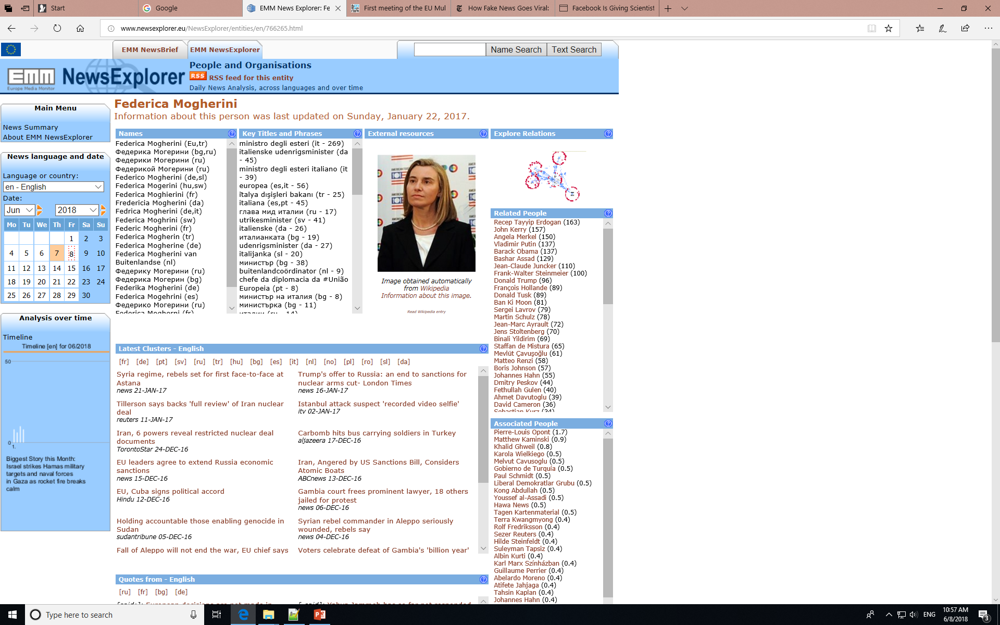 Start
Google
EMM News Explorer: Fe
First meeting of the EU Mul
How Fake News Goes Viral:
Facebook Is Giving Scientist
www.newsexplorer.eu/NewsExplorer/entities/en/766265.html
EMM NewsBrief
EMM NewsExplorer
Name Search
Text Search
EMM
Europe Media Monitor
NewsExplorer
People and Organisations
RSS RSS feed for this entity
Daily News Analysis, across languages and over time
Main Menu
News Summary
About EMM NewsExplorer
News language and date
Language or country:
en - English
Date:
Jun 2018
Mo Tu We Th Fr Sa Su
1 2 3
4 5 6 7 8 9 10
11 12 13 14 15 16 17
18 19 20 21 22 23 24
25 26 27 28 29 30
Analysis over time
Timeline
Timeline [en] for 06/2018
50
0
1.
Biggest Story this Month:
Israel strikes Hamas military
targets and naval forces
in Gaza as rocket fire breaks
calm
Federica Mogherini
Information about this person was last updated on Sunday, January 22, 2017.
Names
Federica Mogherini (Eu,tr)
Федерика Могерини (bg,ru)
Федерики Могерини (ru)
Федерикой Могерини (ru)
Federico Mogherini (de,sl)
Federica Mogerini (hu,sw)
Federica Moghierini (fr)
Fredericia Mogherini (da)
Fedrica Mogherini (de,it)
Federica Moghrini (sw)
Federic Mogherini (fr)
Federica Mogherin (tr)
Federica Mogherine (de)
Federica Mogherini van
Buitenlandse (nl)
Федерику Могерини (ru)
Федерика Могерин (bg)
Federika Mogherini (de)
Federica Mogehrini (es)
Федерико Могерини (ru)
Federica Mogherni (fr)
Key Titles and Phrases
ministro degli esteri (it - 269)
italienske udenrigsminister (da
- 45)
ministro degli esteri italiano (it
- 39)
europea (es,it - 56)
italya dışişleri bakanı (tr - 25)
italiana (es,pt - 45)
глава мид италии (ru - 17)
utrikesminister (sv - 41)
italienske (da - 26)
италианката (bg - 19)
udenrigsminister (da - 27)
italijanka (sl - 20)
министър (bg - 38)
buitenlandcoördinator (nl - 9)
chefe da diplomacia da #União
Europeia (pt - 8)
министър на италия (bg - 8)
министърка (bg - 11)
италии (ru - 14)
External resources
AMERICAN
101
Image obtained automatically
from Wikipedia
Information about this image.
Read Wikipedia entry
Explore Relations
Related People
Recep Tayyip Erdogan (163)
John Kerry (157)
Angela Merkel (150)
Vladimir Putin (137)
Barack Obama (137)
Bashar Assad (129)
Jean-Claude Juncker (110)
Frank-Walter Steinmeier (100)
Donald Trump (96)
François Hollande (89)
Donald Tusk (89)
Ban Ki Moon (81)
Sergei Lavrov (79)
Martin Schulz (78)
Jean-Marc Ayrault (72)
Jens Stoltenberg (70)
Binali Yildirim (69)
Staffan de Mistura (65)
Mevlüt Çavuşoğlu (61)
Matteo Renzi (58)
Boris Johnson (57)
Johannes Hahn (55)
Dmitry Peskov (44)
Fethullah Gulen (40)
Ahmet Davutoglu (39)
David Cameron (36)
Sebastian Kurz (34)
Associated People
Pierre-Louis Opont (1.7)
Matthew Kaminski (0.9)
Khalid Ghweil (0.8)
Karola Wielkiego (0.5)
Melvut Cavusoglu (0.5)
Gobierno de Turquía (0.5)
Paul Schmidt (0.5)
Liberal Demokratlar Grubu (0.5)
Kong Abdullah (0.5)
Youssef al-Assadi (0.5)
Hawa News (0.5)
Tagen Kartenmaterial (0.5)
Terra Kwangmyong (0.4)
Rolf Fredriksson (0.4)
Sezer Reuters (0.4)
Hilde Steinfeldt (0.4)
Suleyman Tapsiz (0.4)
Albin Kurti (0.4)
Karl Marx Színházban (0.4)
Guillaume Perrier (0.4)
Abelardo Moreno (0.4)
Atifete Jahjaga (0.4)
Tahsin Kaplan (0.4)
Johannes Hahn (0.4)
Latest Clusters - English
[fr] [de] [pt] [sv] [ru] [tr] [hu] [bg] [es] [it] [nl] [no] [pl] [ro] [sl] [da]
Syria regime, rebels set for first face-to-face at
Astana
news 21-JAN-17
Trump's offer to Russia: an end to sanctions for
nuclear arms cut- London Times
news 16-JAN-17
Tillerson says backs 'full review' of Iran nuclear
deal
reuters 11-JAN-17
Istanbul attack suspect 'recorded video selfie'
itv 02-JAN-17
Iran, 6 powers reveal restricted nuclear deal
documents
TorontoStar 24-DEC-16
Carbomb hits bus carrying soldiers in Turkey
aljazeera 17-DEC-16
EU leaders agree to extend Russia economic
sanctions
news 15-DEC-16
Iran, Angered by US Sanctions Bill, Considers
Atomic Boats
ABCnews 13-DEC-16
EU, Cuba signs political accord
Hindu 12-DEC-16
Gambia court frees prominent lawyer, 18 others
jailed for protest
news 06-DEC-16
Holding accountable those enabling genocide in
Sudan
sudantribune 05-DEC-16
Syrian rebel commander in Aleppo seriously
wounded, rebels say
news 04-DEC-16
Fall of Aleppo will not end the war, EU chief says
Voters celebrate defeat of Gambia's 'billion year'
Quotes from - English
[ru] [fr] [bg] [de]
Type here to search
ENG
10:57 AM
6/8/2018
3